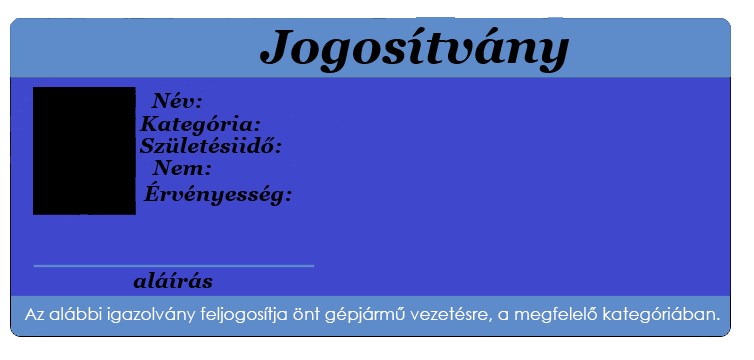 Jogosítvány
Név:
Kategória:
Születésiidő:
Nem:
Érvényesség:
aláírás
Az alábbi igazolvány feljogosítja önt gépjármű vezetésre, a megfelelő kategóriában.